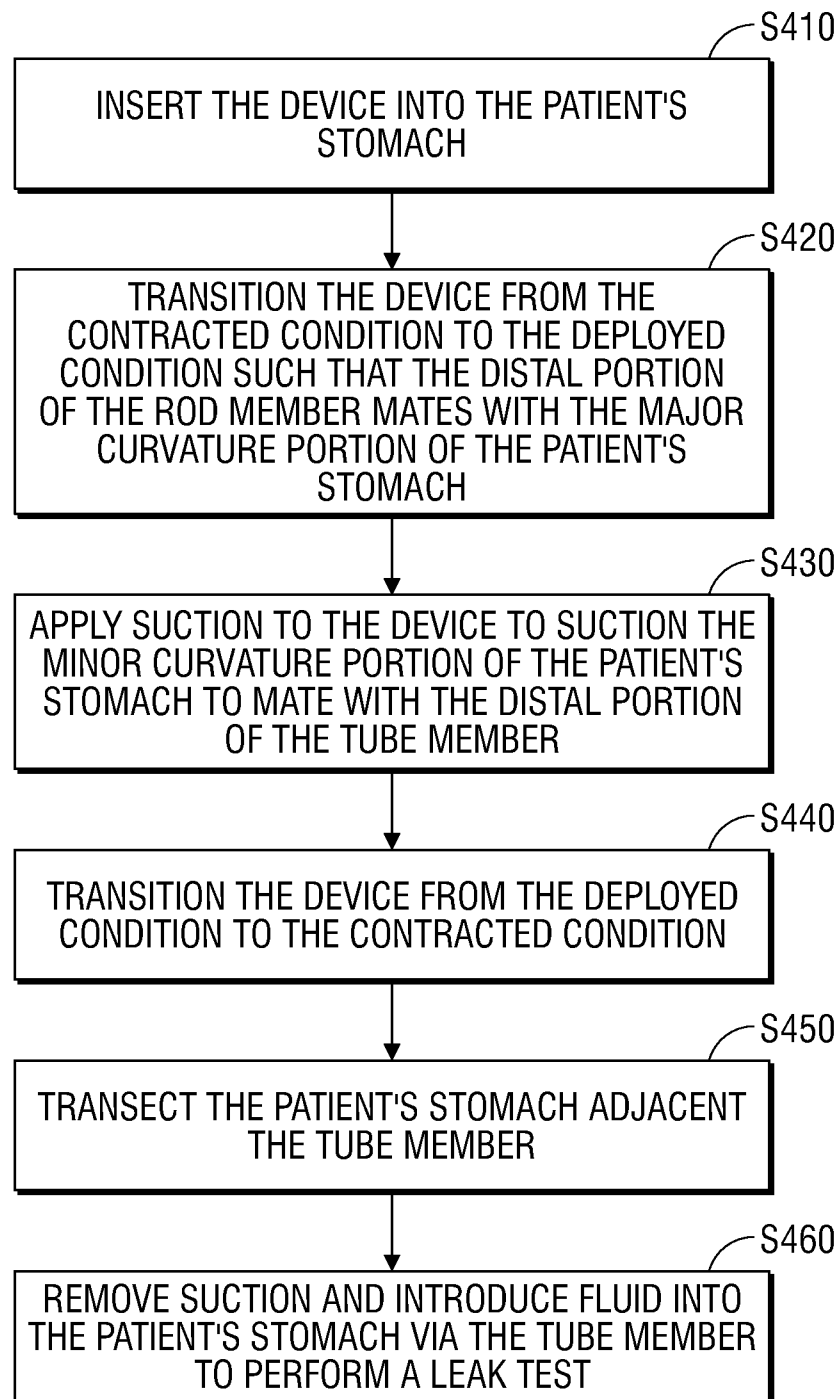 S410
INSERT THE DEVICE INTO THE PATIENT'S
STOMACH
S420
TRANSITION THE DEVICE FROM THE
CONTRACTED CONDITION TO THE DEPLOYED
CONDITION SUCH THAT THE DISTAL PORTION
OF THE ROD MEMBER MATES WITH THE MAJOR
CURVATURE PORTION OF THE PATIENT'S
STOMACH
S430
APPLY SUCTION TO THE DEVICE TO SUCTION THE
MINOR CURVATURE PORTION OF THE PATIENT'S
STOMACH TO MATE WITH THE DISTAL PORTION
OF THE TUBE MEMBER
S440
TRANSITION THE DEVICE FROM THE DEPLOYED
CONDITION TO THE CONTRACTED CONDITION
S450
TRANSECT THE PATIENT'S STOMACH ADJACENT
THE TUBE MEMBER
S460
REMOVE SUCTION AND INTRODUCE FLUID INTO
THE PATIENT'S STOMACH VIA THE TUBE MEMBER
TO PERFORM A LEAK TEST